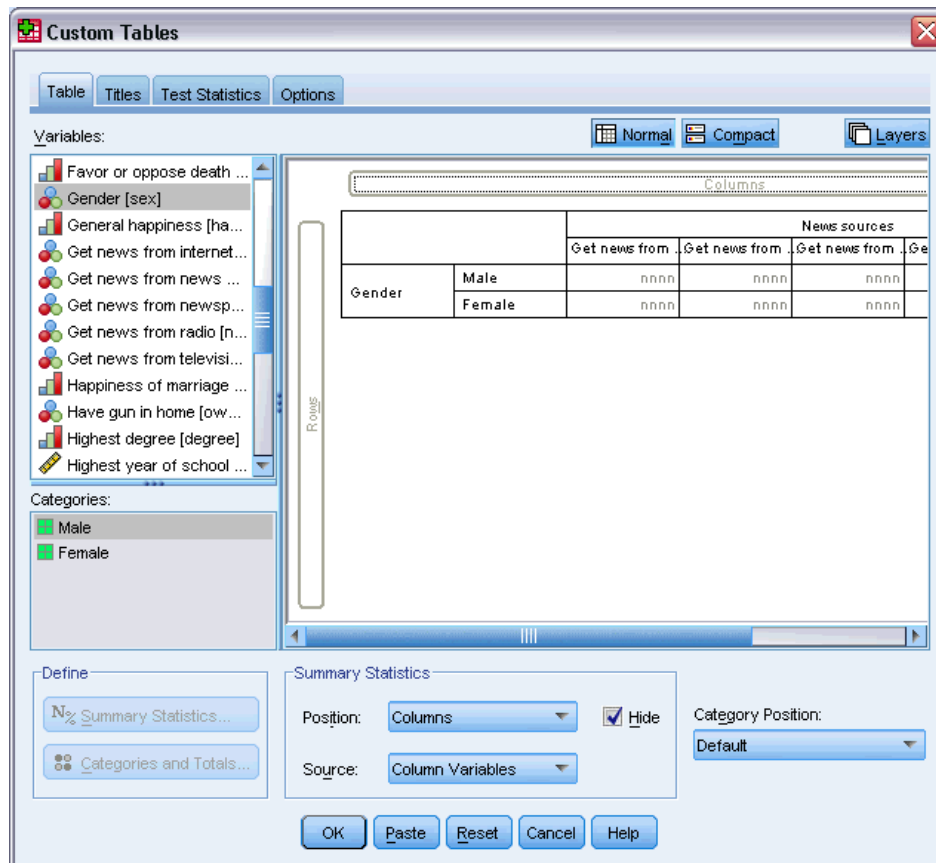 Custom Tables
Table Titles Test Statistics Options
Variables:
Normal Compact Layers
Favor or oppose death ...
Gender [sex]
General happiness [ha...
Get news from internet...
Get news from news ...
Get news from newsp...
Get news from radio [n...
Get news from televisi...
Happiness of marriage ...
Have gun in home [ow...
Highest degree [degree]
Highest year of school ...
Columns
Rows
News sources
Get news from ... Get news from ... Get news from ... Ge
Gender
Male nnnn nnnn nnnn
Female nnnn nnnn nnnn
Categories:
Male
Female
Define
N% Summary Statistics...
Categories and Totals...
Summary Statistics
Position: Columns Hide
Source: Column Variables
Category Position:
Default
OK Paste Reset Cancel Help